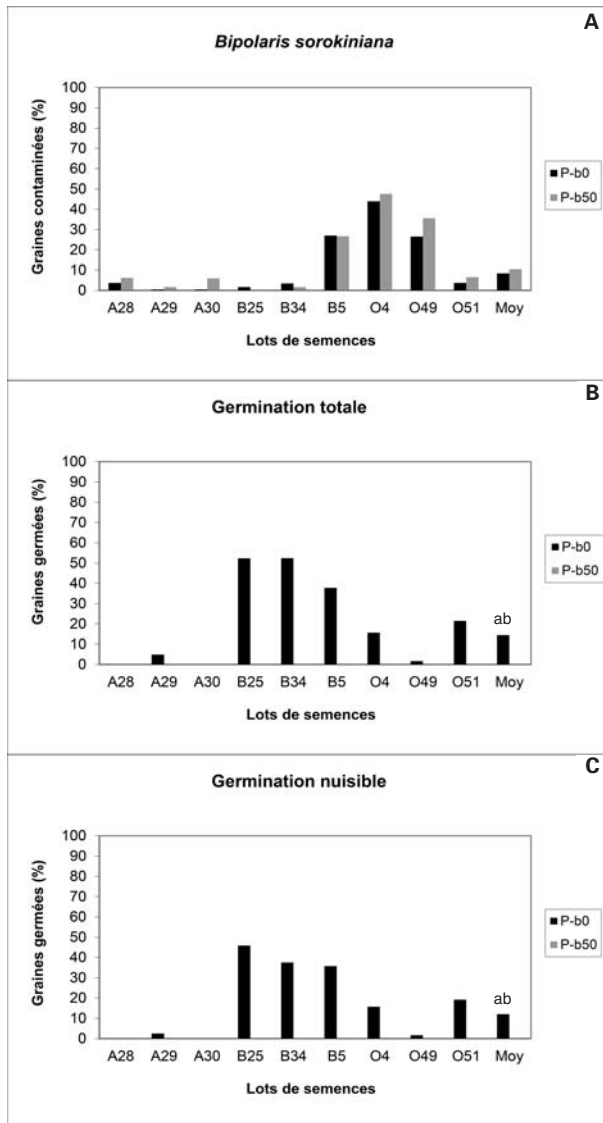 A
Bipolaris sorokiniana
Graines contaminées (%)
100
90
80
70
60
50
40
30
20
10
0
A28 A29 A30 B25 B34 B5 O4 O49 O51 Moy
Lots de semences
P-b0
P-b50
B
Germination totale
Graines germées (%)
100
90
80
70
60
50
40
30
20
10
0
ab
A28 A29 A30 B25 B34 B5 O4 O49 O51 Moy
Lots de semences
P-b0
P-b50
C
Germination nuisible
Graines germées (%)
100
90
80
70
60
50
40
30
20
10
0
ab
A28 A29 A30 B25 B34 B5 O4 O49 O51 Moy
Lots de semences
P-b0
P-b50